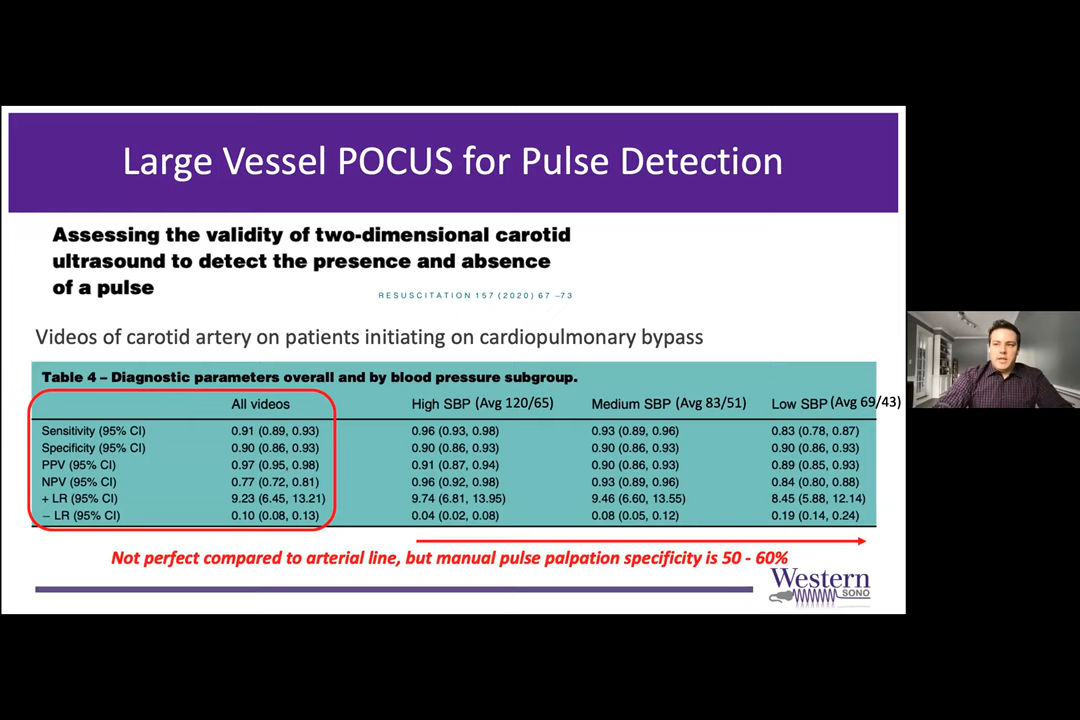 Large Vessel POCUS for Pulse Detection
Assessing the validity of two-dimensional carotid
ultrasound to detect the presence and absence
of a pulse
RESUSCITATION 157 (2020) 67 –73
Videos of carotid artery on patients initiating on cardiopulmonary bypass
Table 4 – Diagnostic parameters overall and by blood pressure subgroup.
All videos High SBP (Avg 120/65) Medium SBP (Avg 83/51) Low SBP (Avg 69/43)
Sensitivity (95% CI) 0.91 (0.89, 0.93) 0.96 (0.93, 0.98) 0.93 (0.89, 0.96) 0.83 (0.78, 0.87)
Specificity (95% CI) 0.90 (0.86, 0.93) 0.90 (0.86, 0.93) 0.90 (0.86, 0.93) 0.90 (0.86, 0.93)
PPV (95% CI) 0.97 (0.95, 0.98) 0.91 (0.87, 0.94) 0.90 (0.86, 0.93) 0.89 (0.85, 0.93)
NPV (95% CI) 0.77 (0.72, 0.81) 0.96 (0.92, 0.98) 0.93 (0.89, 0.96) 0.84 (0.80, 0.88)
+ LR (95% CI) 9.23 (6.45, 13.21) 9.74 (6.81, 13.95) 9.46 (6.60, 13.55) 8.45 (5.88, 12.14)
− LR (95% CI) 0.10 (0.08, 0.13) 0.04 (0.02, 0.08) 0.08 (0.05, 0.12) 0.19 (0.14, 0.24)
Not perfect compared to arterial line, but manual pulse palpation specificity is 50 - 60%
Western
SONO